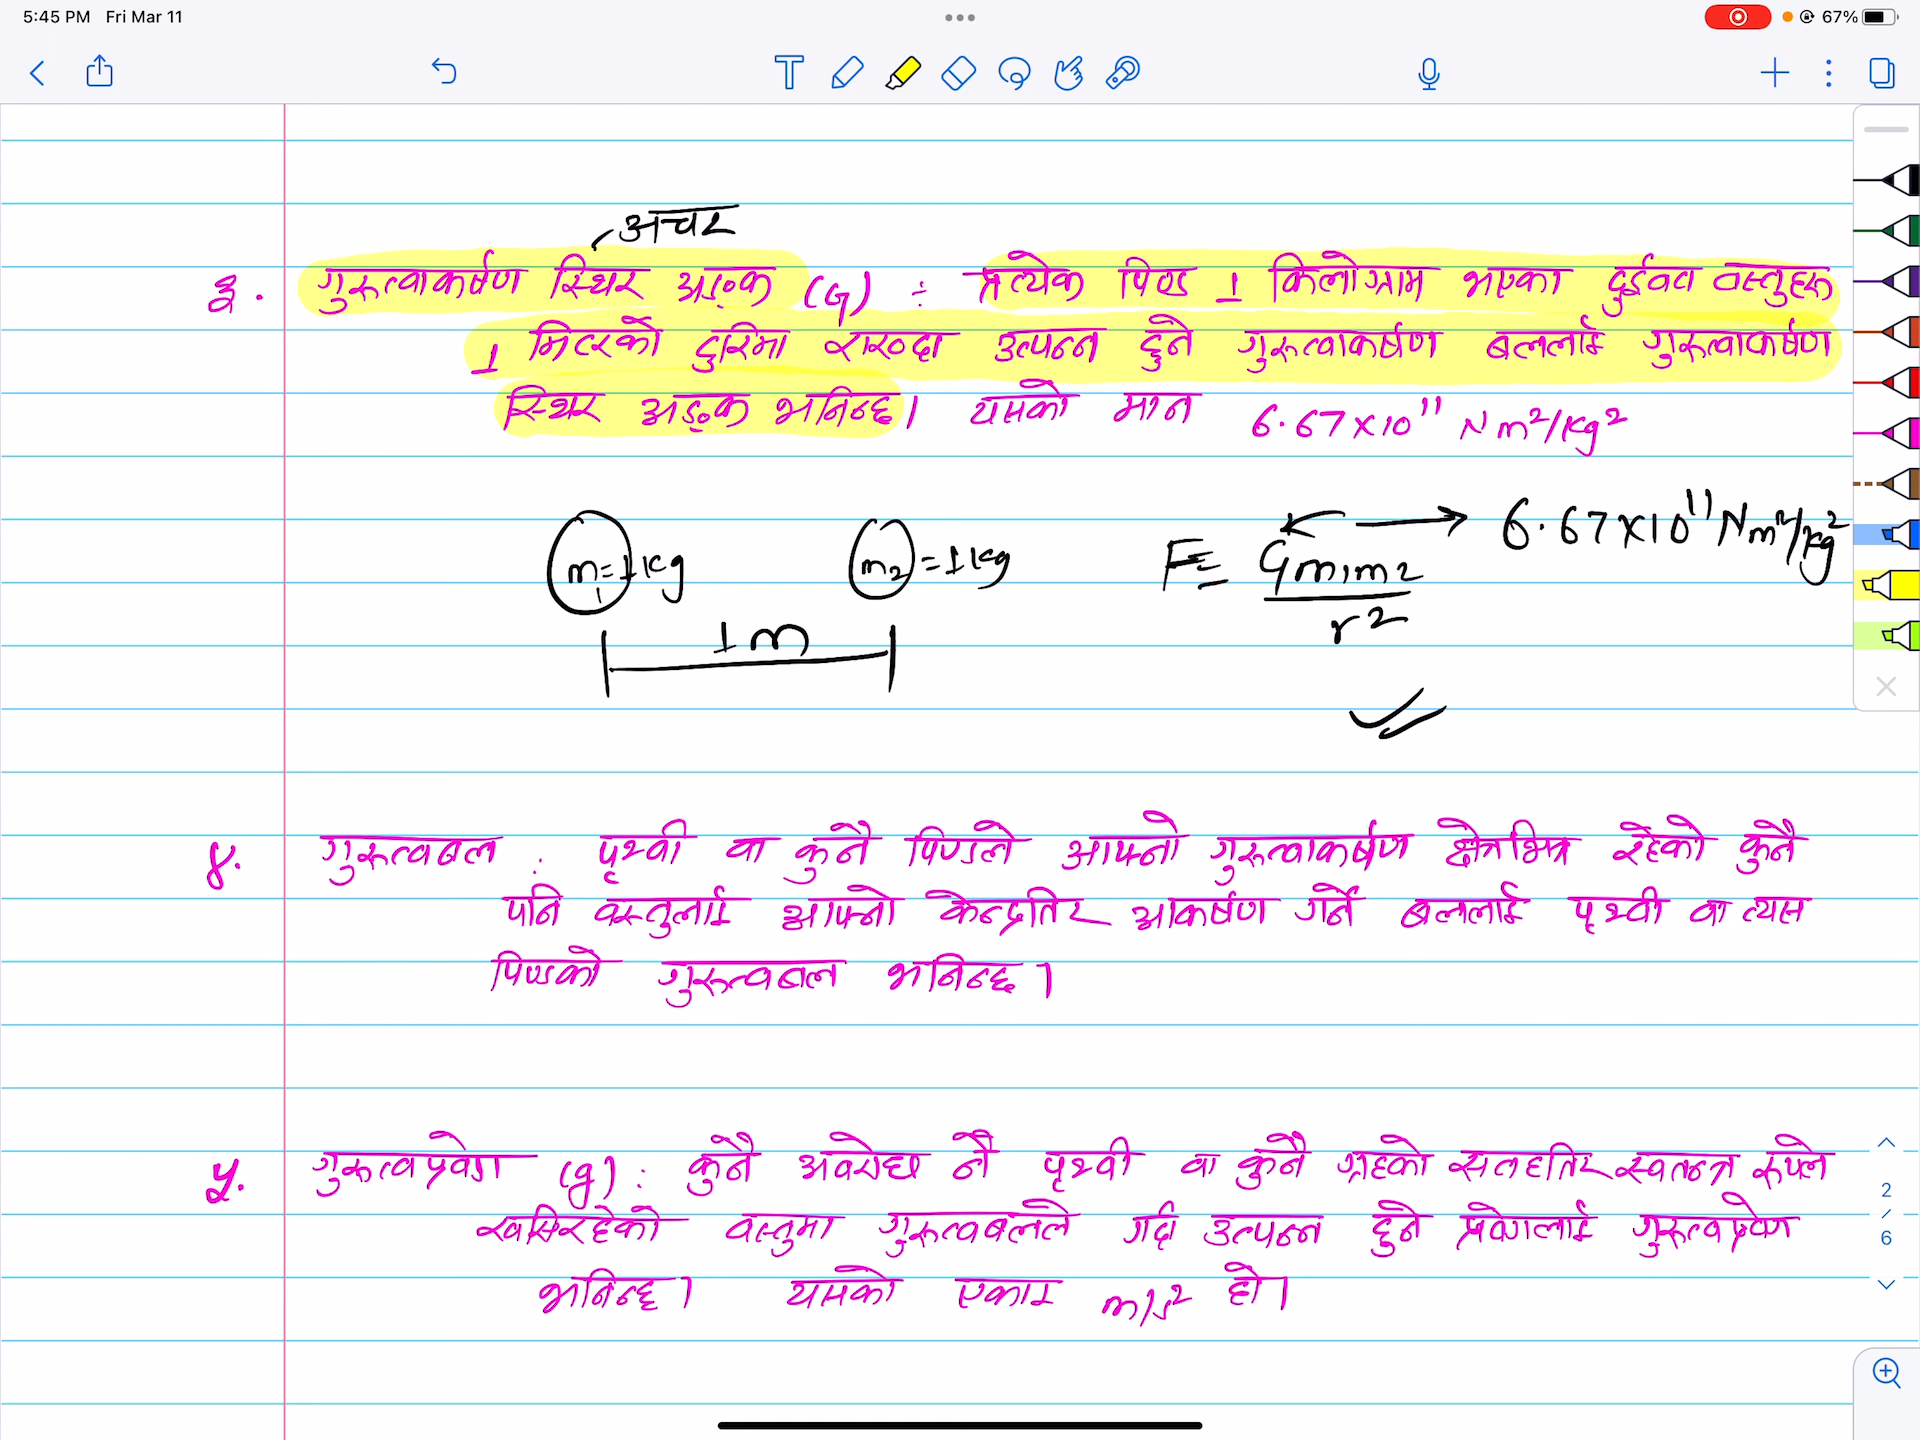 5:45 PM Fri Mar 11
67%
अचर
३. गुरुत्वाकर्षण स्थिर अङ्क (G) ÷ प्रत्येक पिण्ड 1 किलोग्राम भएका दुईवटा वस्तुहरू
1 मिटरको दुरिमा राख्दा उत्पन्न हुने गुरुत्वाकर्षण बललाई गुरुत्वाकर्षण
स्थिर अङ्क भनिन्छ। यसको मान 6.67×10¹¹ Nm²/kg²
m₁=1kg m₂=1kg F= Gm₁m₂/r² → 6.67×10¹¹ Nm²/kg²
1m
४. गुरुत्वबल : पृथ्वी वा कुनै पिण्डले आफ्नो गुरुत्वाकर्षण क्षेत्रभित्र रहेको कुनै
पनि वस्तुलाई आफ्नो केन्द्रतिर आकर्षण गर्ने बललाई पृथ्वी वा त्यस
पिण्डको गुरुत्वबल भनिन्छ।
५. गुरुत्वप्रवेग (g) : कुनै अवरोध नै पृथ्वी वा कुनै ग्रहको सतहतिर स्वतन्त्र रुपले
खसिरहेको वस्तुमा गुरुत्वबलले गर्दा उत्पन्न हुने प्रवेगलाई गुरुत्वप्रवेग
भनिन्छ। यसको एकाइ m/s² हो।
2
/
6